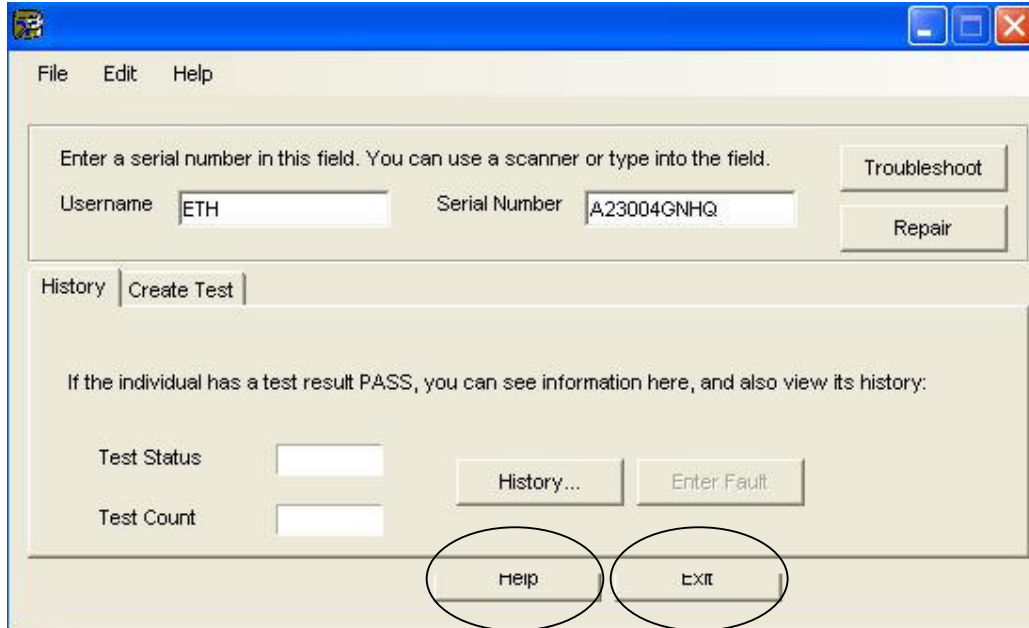 File Edit Help
Enter a serial number in this field. You can use a scanner or type into the field.
Troubleshoot
Username ETH Serial Number A23004GNHQ
Repair
History Create Test
If the individual has a test result PASS, you can see information here, and also view its history:
Test Status
History... Enter Fault
Test Count
Help Exit